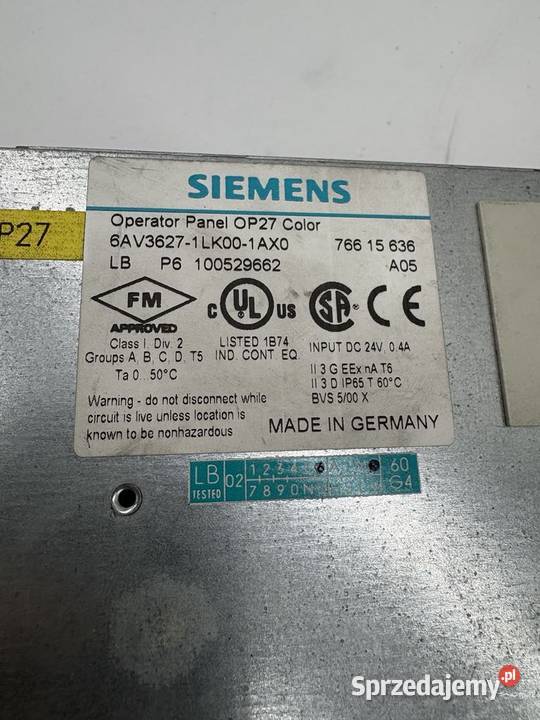 SIEMENS
Operator Panel OP27 Color
6AV3627-1LK00-1AX0 766 15 636
LB P6 100529662 A05
P27
FM
APPROVED
c UL US
SA
CE
Class I, Div. 2
Groups A, B, C, D, T5
Ta 0...50°C
LISTED 1B74
IND. CONT. EQ.
INPUT DC 24V, 0.4A
II 3 G EEx nA T6
II 3 D IP65 T 60°C
BVS 5/00 X
Warning - do not disconnect while
circuit is live unless location is
known to be nonhazardous
MADE IN GERMANY
LB
TESTED
02
1 2 3 4
7 8 9 0 N
60
G4
Sprzedajemy.pl